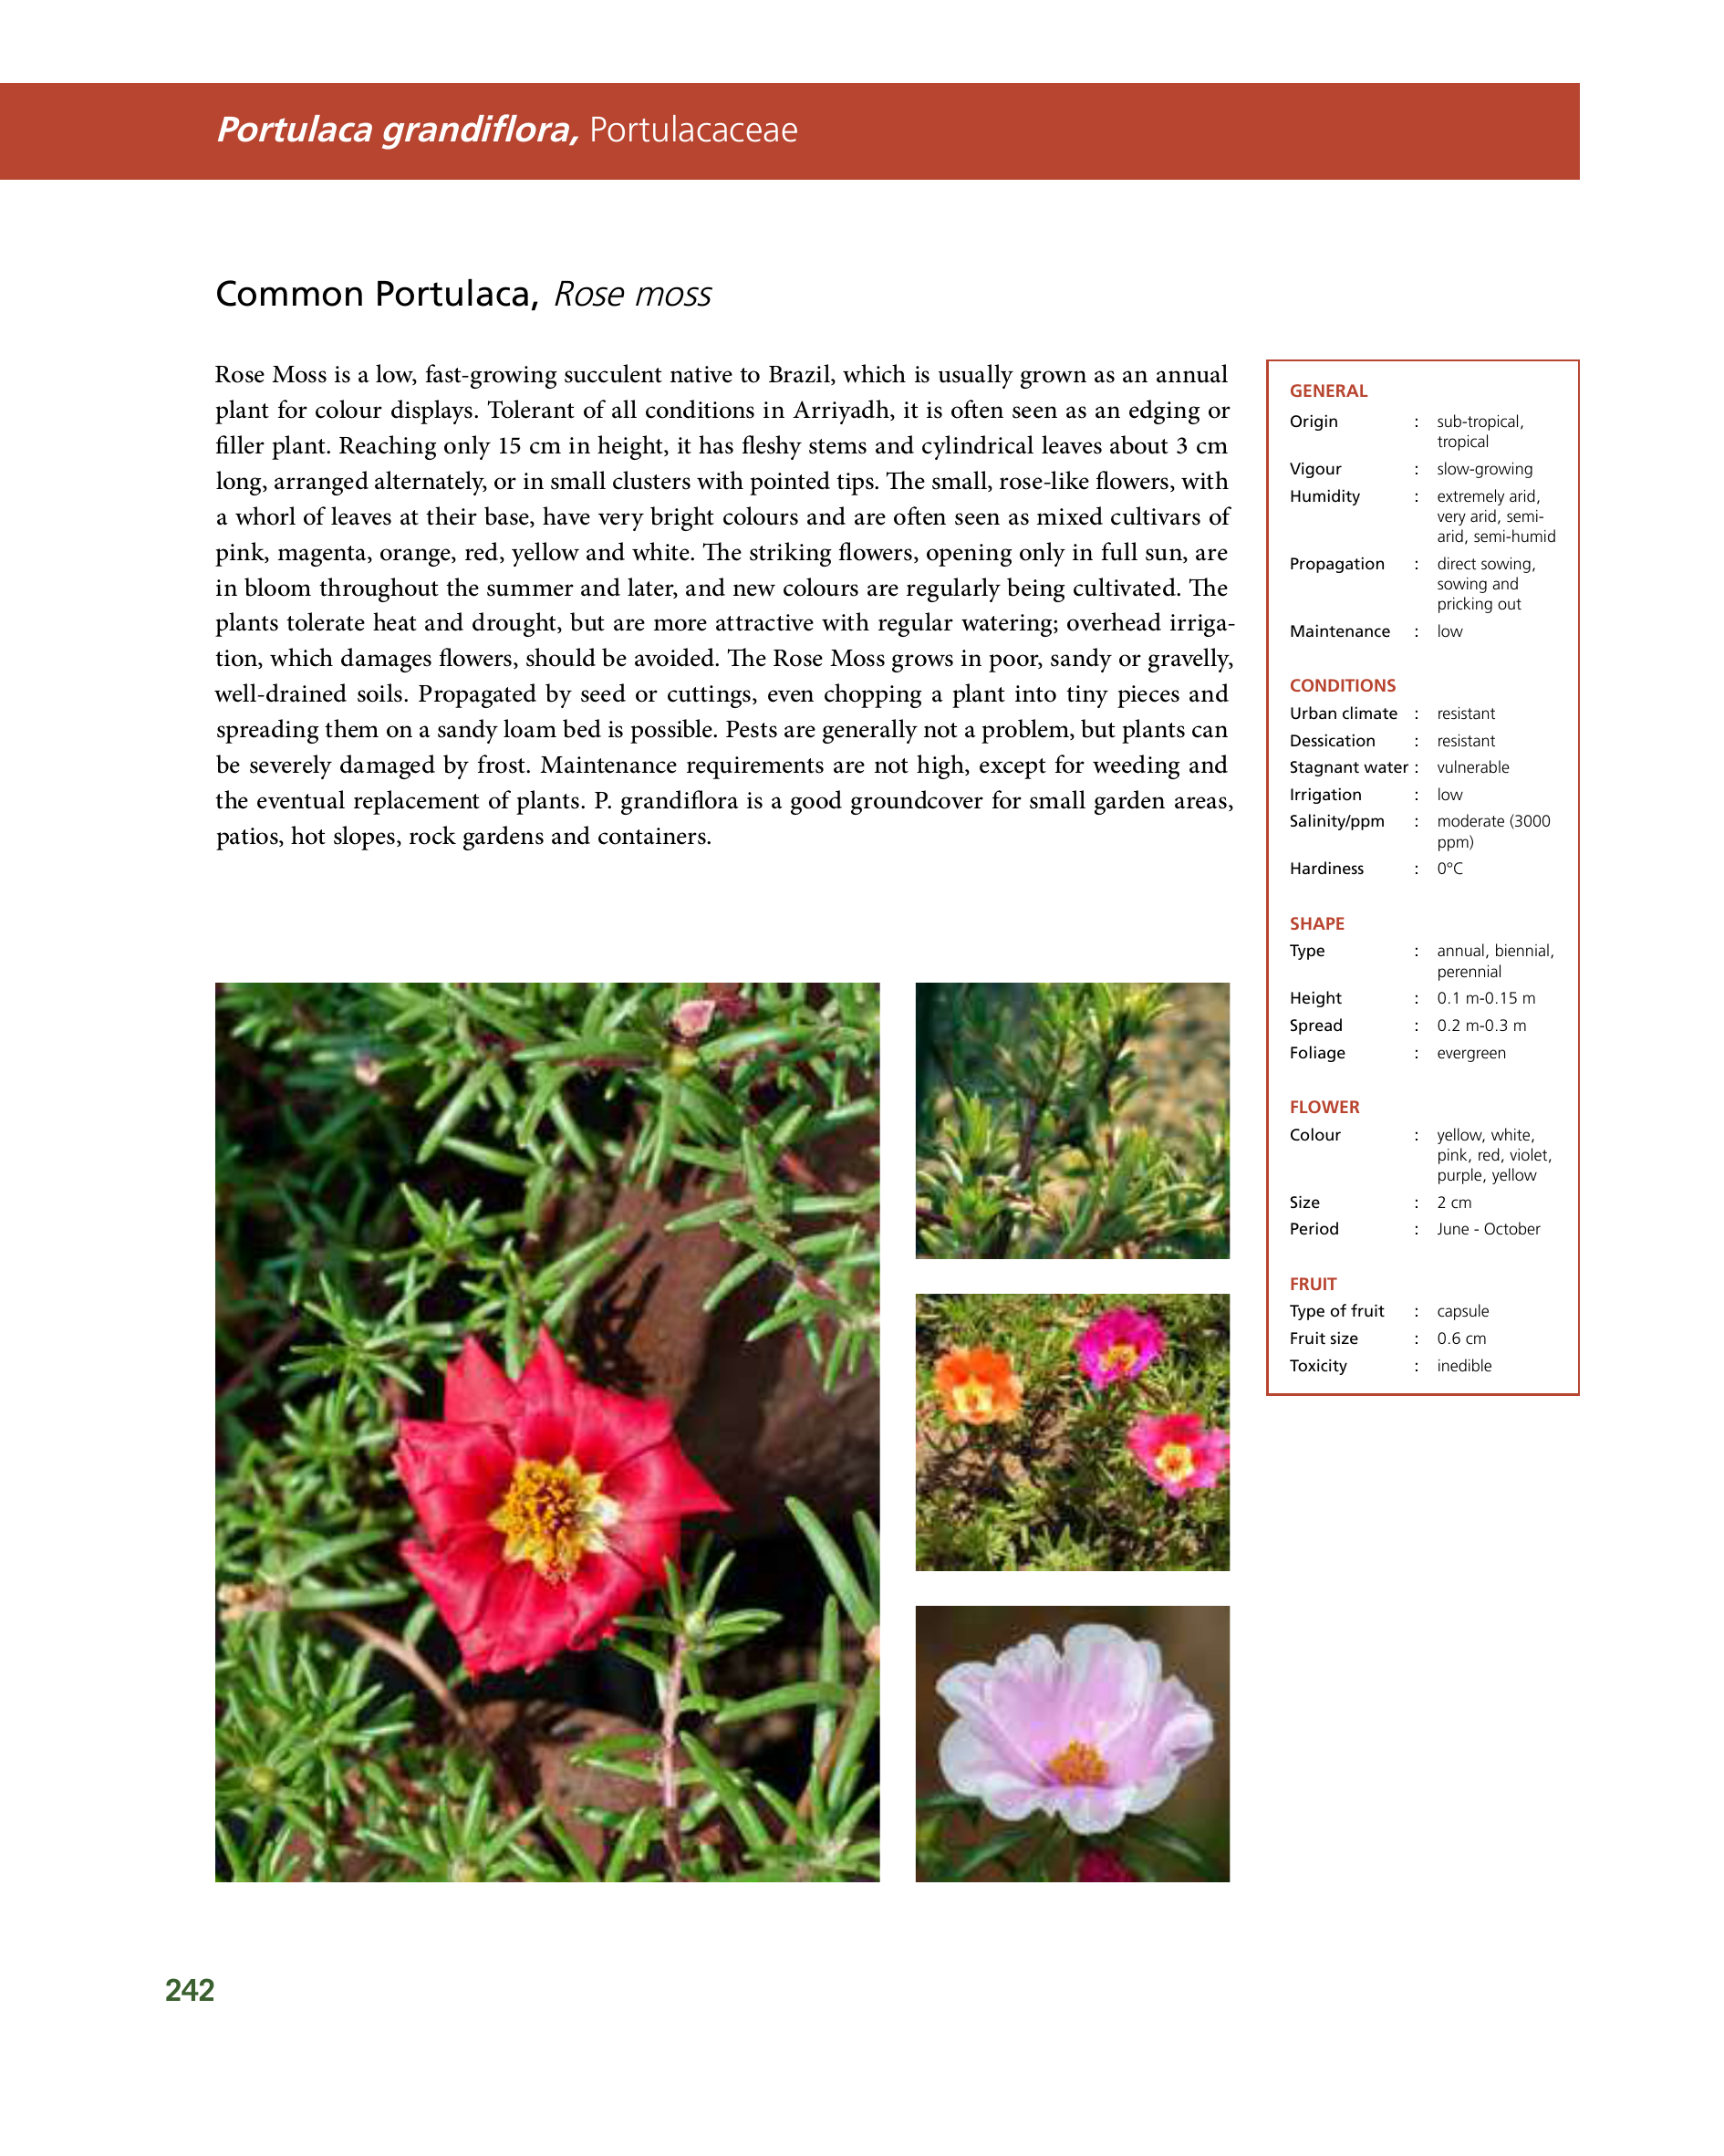 Portulaca grandiflora, Portulacaceae
Common Portulaca, Rose moss
Rose Moss is a low, fast-growing succulent native to Brazil, which is usually grown as an annual
plant for colour displays. Tolerant of all conditions in Arriyadh, it is often seen as an edging or
filler plant. Reaching only 15 cm in height, it has fleshy stems and cylindrical leaves about 3 cm
long, arranged alternately, or in small clusters with pointed tips. The small, rose-like flowers, with
a whorl of leaves at their base, have very bright colours and are often seen as mixed cultivars of
pink, magenta, orange, red, yellow and white. The striking flowers, opening only in full sun, are
in bloom throughout the summer and later, and new colours are regularly being cultivated. The
plants tolerate heat and drought, but are more attractive with regular watering; overhead irriga-
tion, which damages flowers, should be avoided. The Rose Moss grows in poor, sandy or gravelly,
well-drained soils. Propagated by seed or cuttings, even chopping a plant into tiny pieces and
spreading them on a sandy loam bed is possible. Pests are generally not a problem, but plants can
be severely damaged by frost. Maintenance requirements are not high, except for weeding and
the eventual replacement of plants. P. grandiflora is a good groundcover for small garden areas,
patios, hot slopes, rock gardens and containers.
GENERAL
Origin : sub-tropical,
tropical
Vigour : slow-growing
Humidity : extremely arid,
very arid, semi-
arid, semi-humid
Propagation : direct sowing,
sowing and
pricking out
Maintenance : low
CONDITIONS
Urban climate : resistant
Dessication : resistant
Stagnant water : vulnerable
Irrigation : low
Salinity/ppm : moderate (3000
ppm)
Hardiness : 0°C
SHAPE
Type : annual, biennial,
perennial
Height : 0.1 m-0.15 m
Spread : 0.2 m-0.3 m
Foliage : evergreen
FLOWER
Colour : yellow, white,
pink, red, violet,
purple, yellow
Size : 2 cm
Period : June - October
FRUIT
Type of fruit : capsule
Fruit size : 0.6 cm
Toxicity : inedible
242